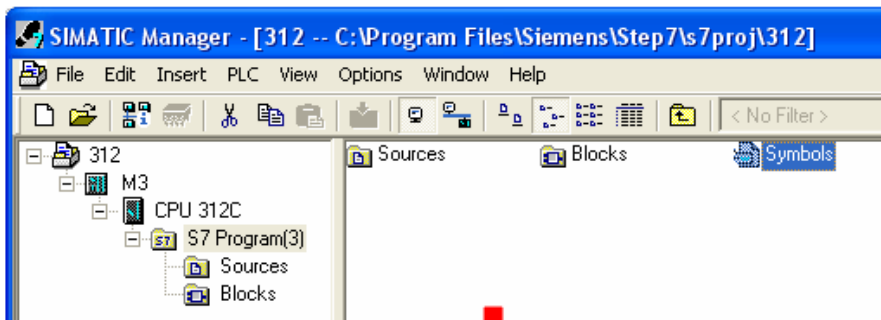 SIMATIC Manager - [312 -- C:\Program Files\Siemens\Step7\s7proj\312]
File Edit Insert PLC View Options Window Help
< No Filter >
312
M3
CPU 312C
S7 Program(3)
Sources
Blocks
Sources Blocks Symbols